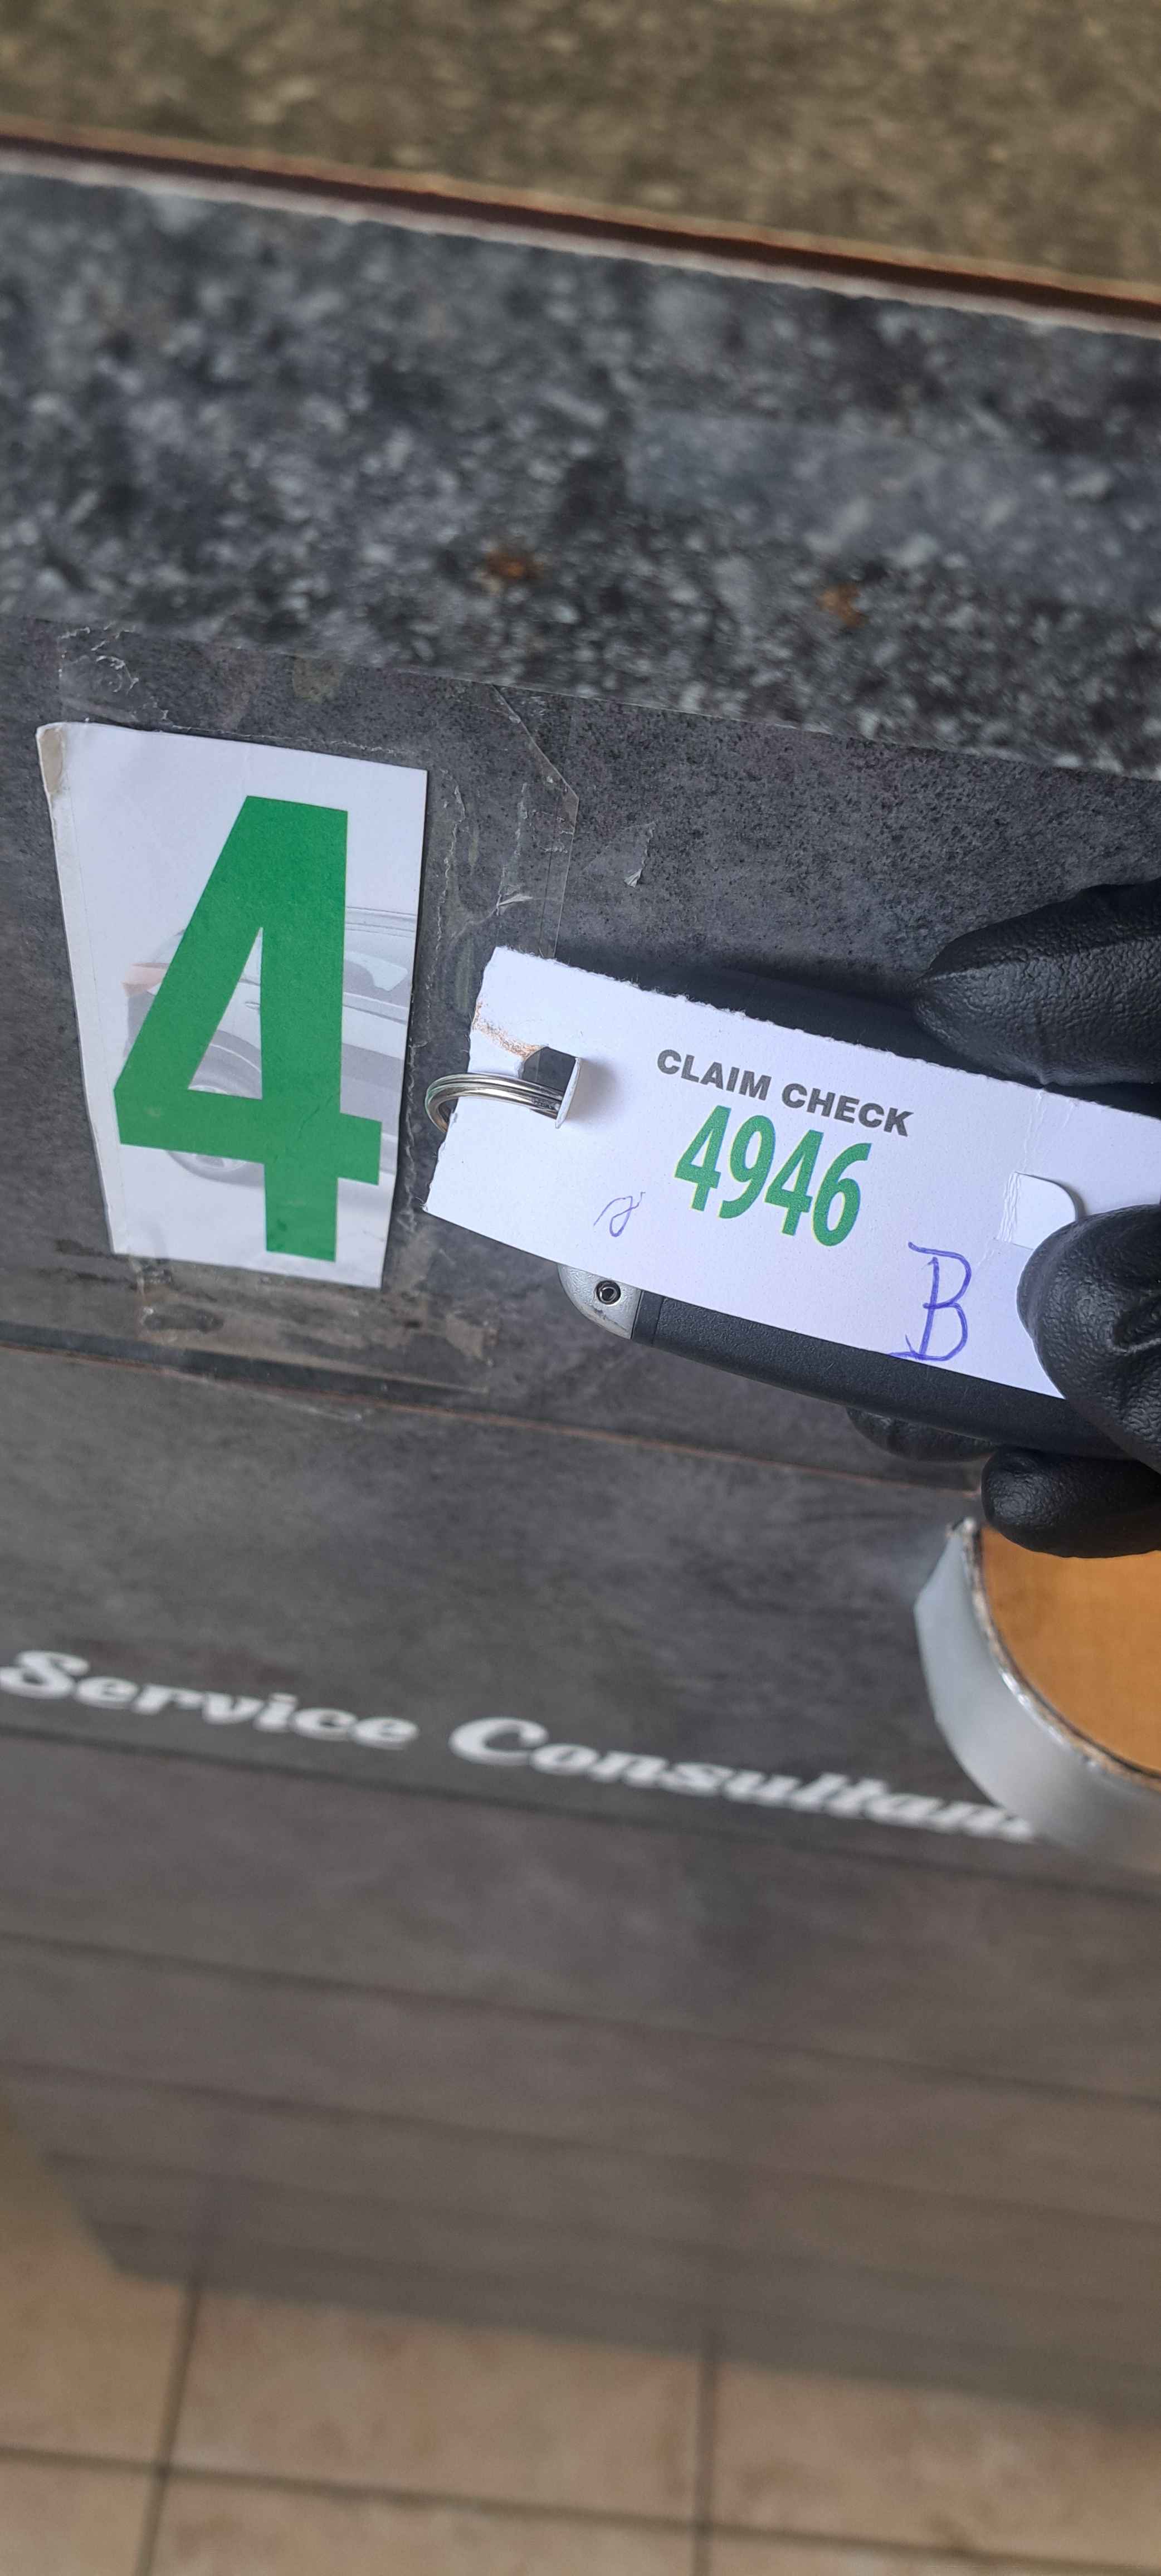 4
CLAIM CHECK
4946
B
Service Consultant